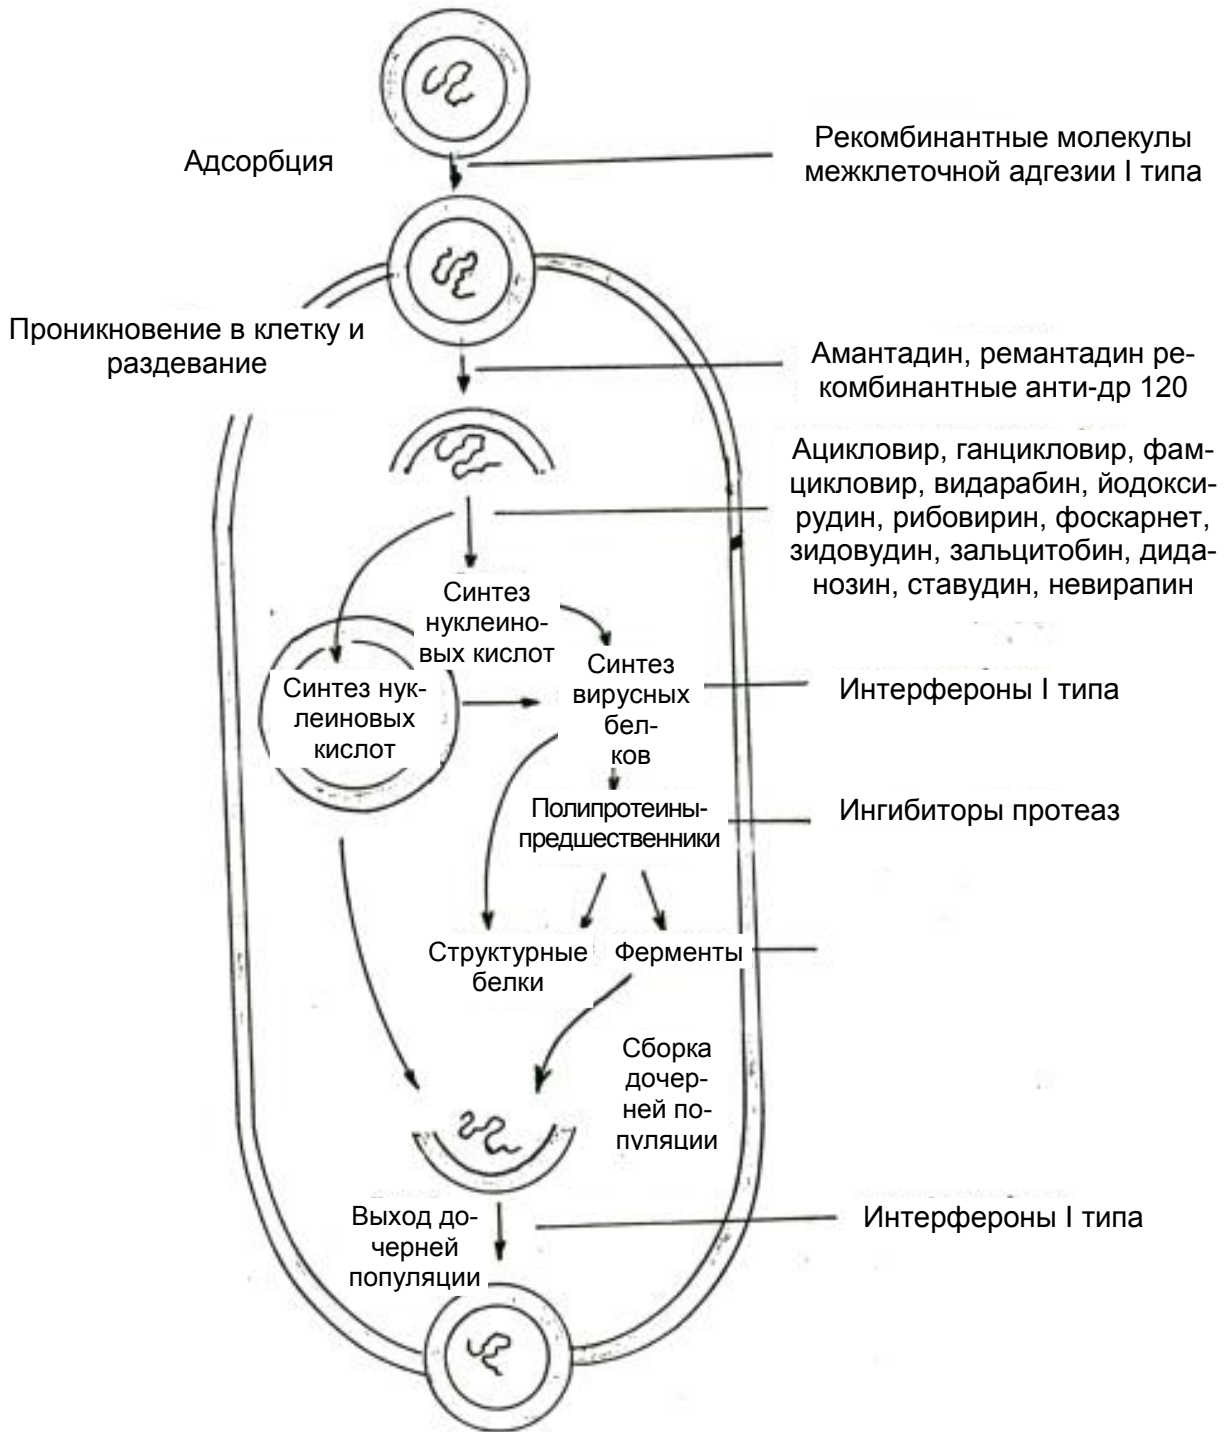 Адсорбция
Рекомбинантные молекулы
межклеточной адгезии I типа
Проникновение в клетку и
раздевание
Амантадин, ремантадин ре-
комбинантные анти-др 120
Ацикловир, ганцикловир, фам-
цикловир, видарабин, йодокси-
рудин, рибовирин, фоскарнет,
зидовудин, зальцитобин, дида-
нозин, ставудин, невирапин
Синтез
нуклеино-
вых кислот
Синтез нук-
леиновых
кислот
Синтез
вирусных
бел-
ков
Интерфероны I типа
Полипротеины-
предшественники
Ингибиторы протеаз
Структурные
белки
Ферменты
Сборка
дочер-
ней по-
пуляции
Выход до-
черней
популяции
Интерфероны I типа